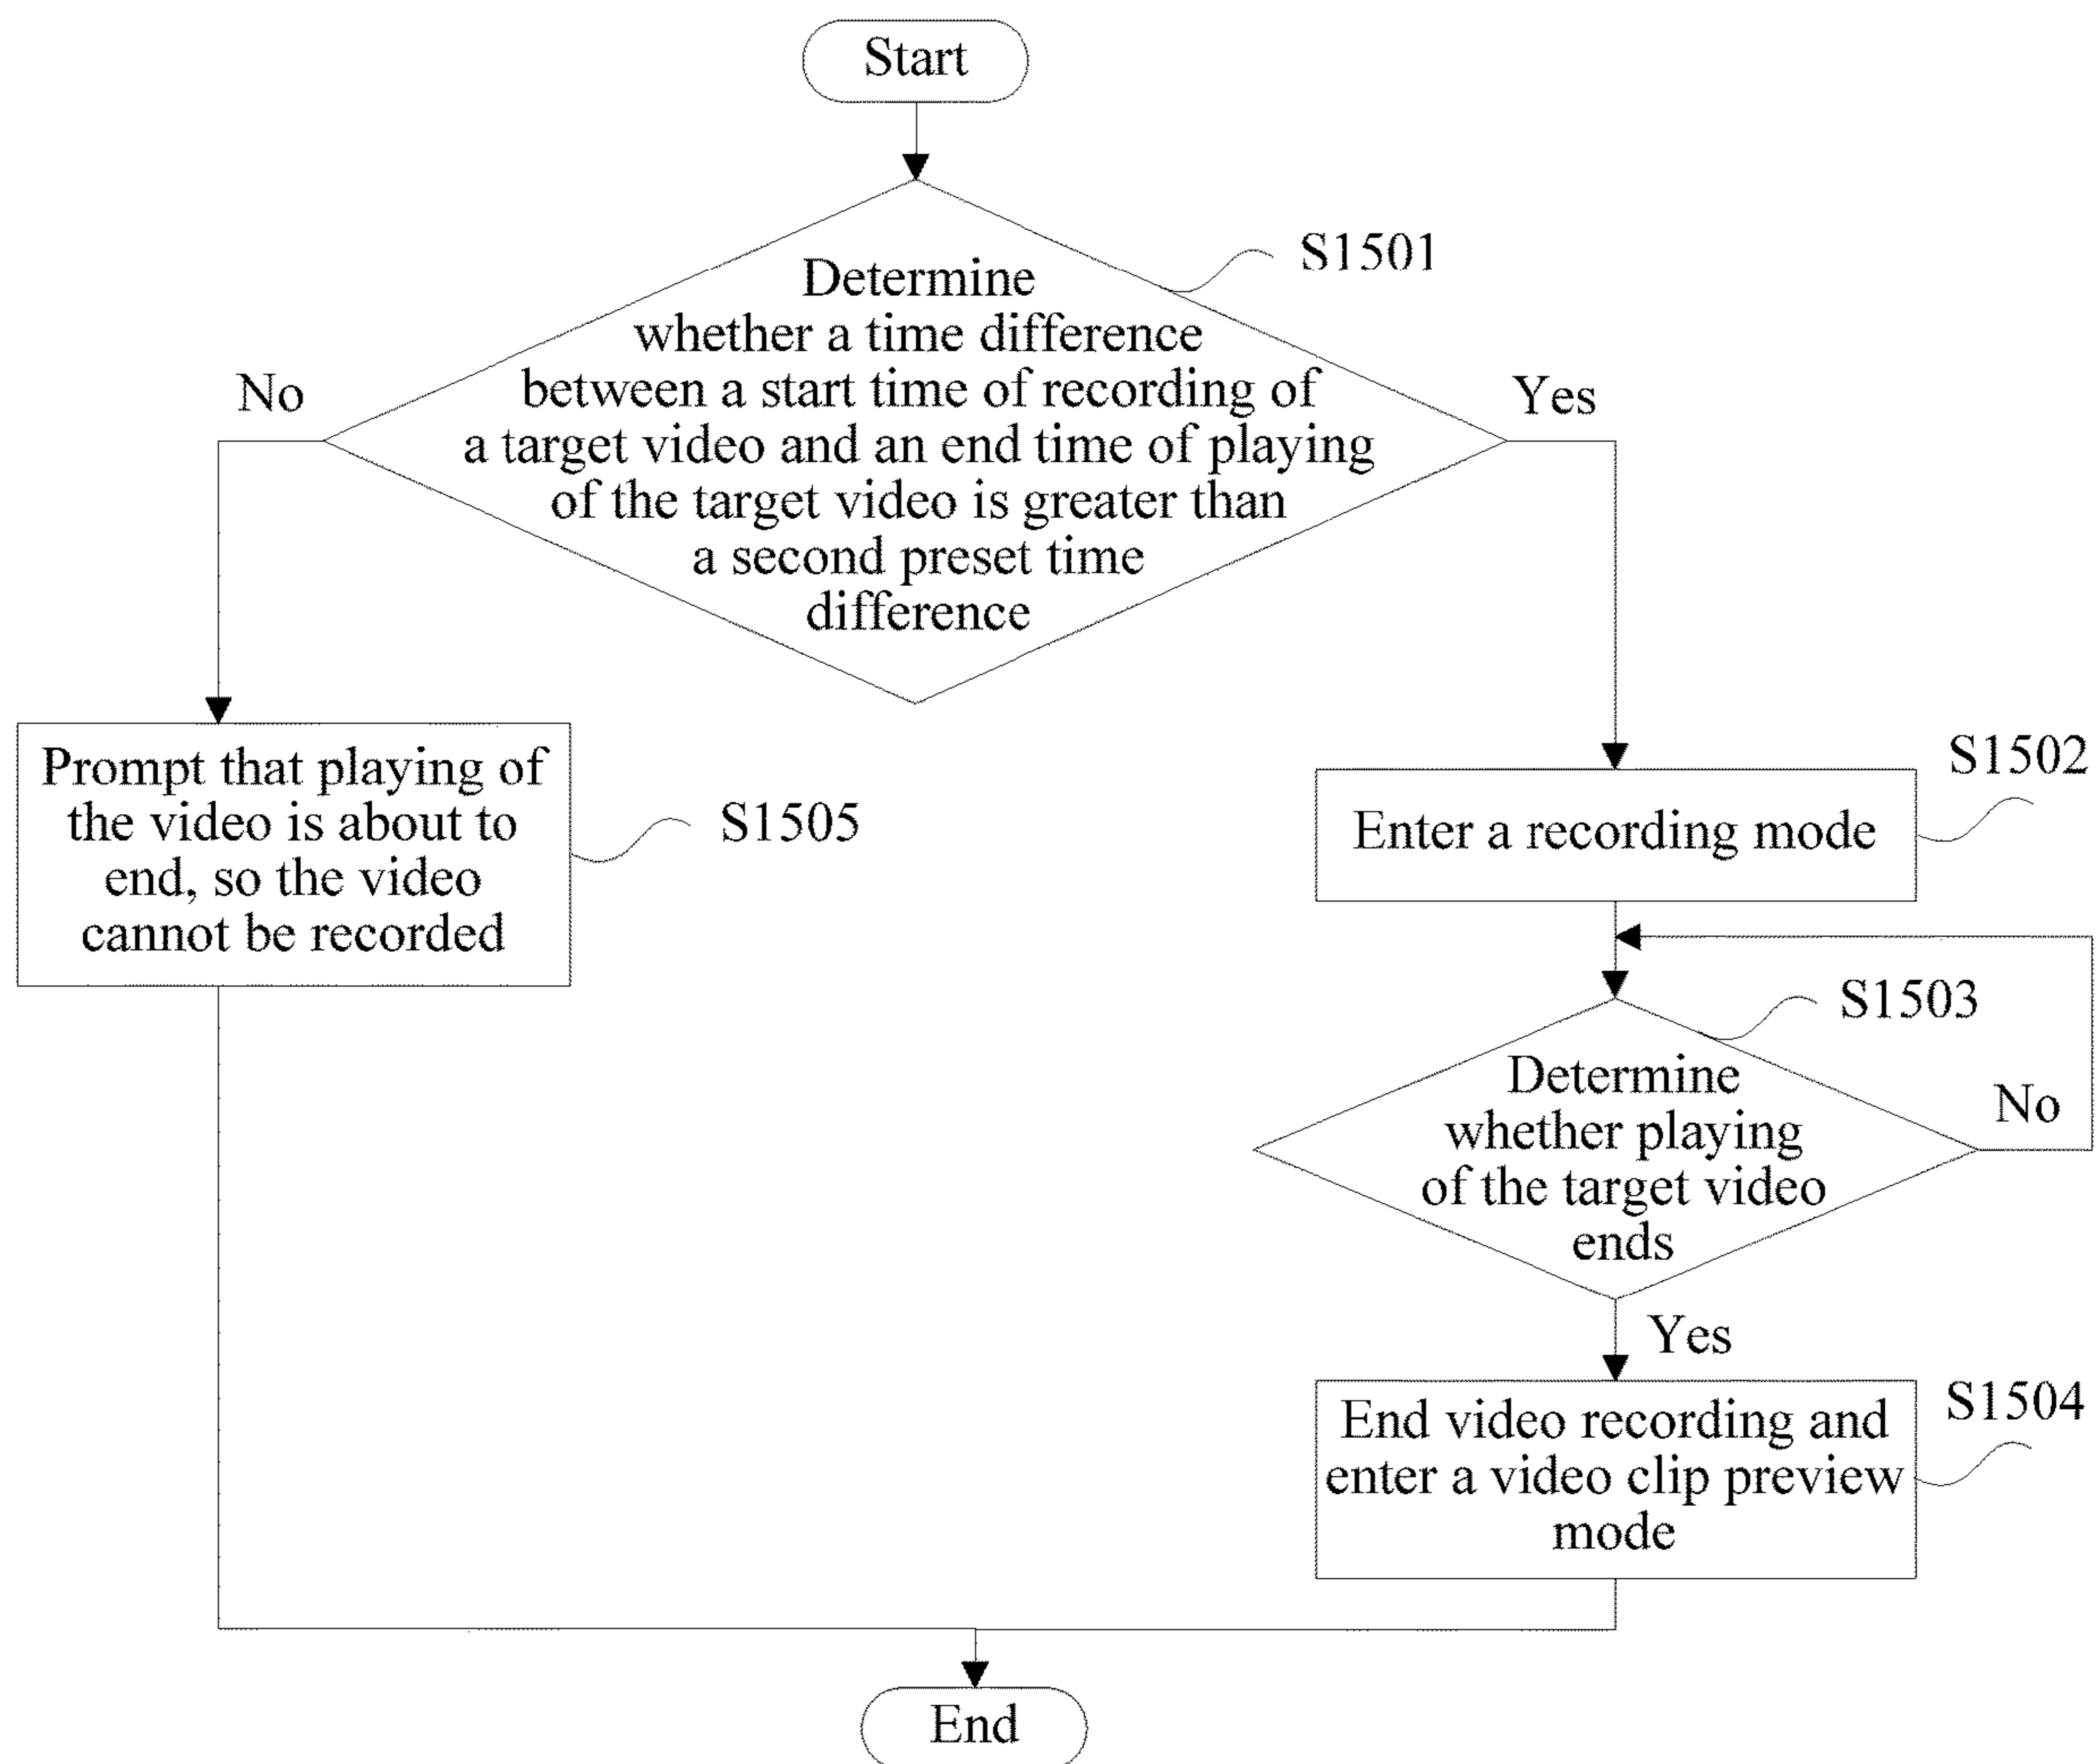 Start
S1501
Determine
whether a time difference
between a start time of recording of
a target video and an end time of playing
of the target video is greater than
a second preset time
difference
No
Yes
Prompt that playing of
the video is about to
end, so the video
cannot be recorded
S1505
S1502
Enter a recording mode
S1503
Determine
whether playing
of the target video
ends
No
Yes
S1504
End video recording and
enter a video clip preview
mode
End